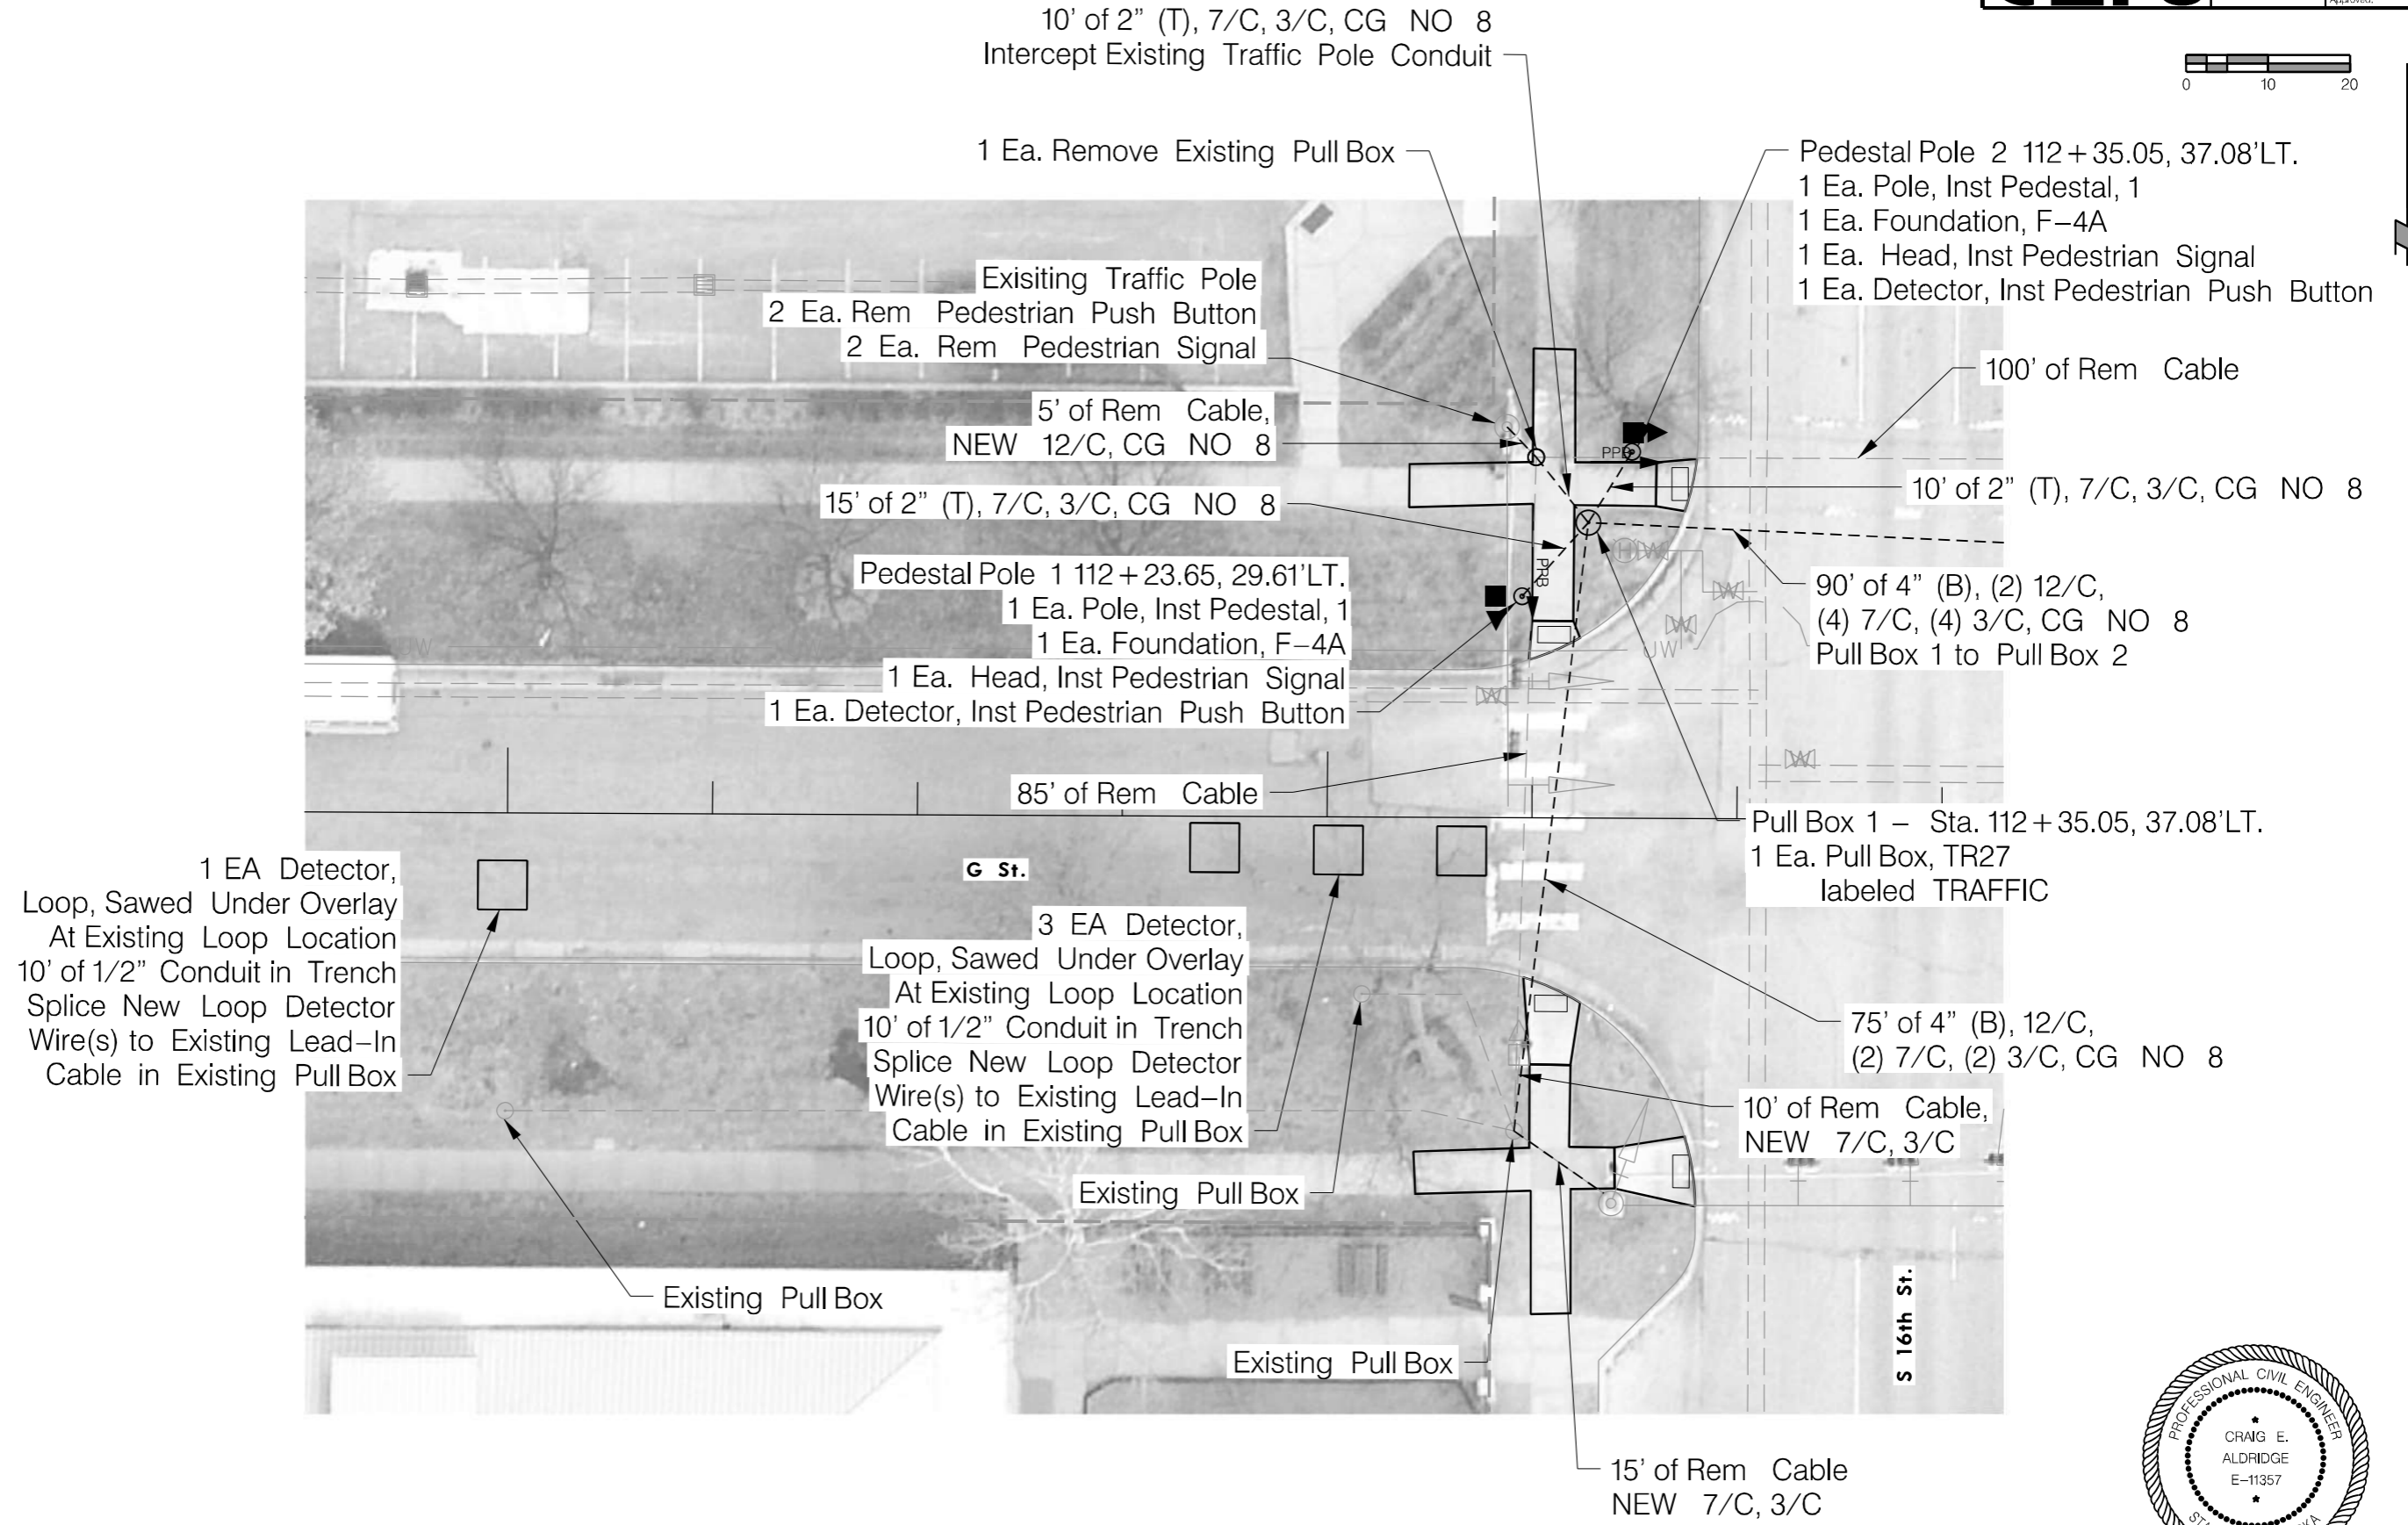 10' of 2" (T), 7/C, 3/C, CG NO 8
Intercept Existing Traffic Pole Conduit
Approved:
0 10 20
1 Ea. Remove Existing Pull Box
Pedestal Pole 2 112+35.05, 37.08'LT.
1 Ea. Pole, Inst Pedestal, 1
1 Ea. Foundation, F-4A
1 Ea. Head, Inst Pedestrian Signal
1 Ea. Detector, Inst Pedestrian Push Button
Exisiting Traffic Pole
2 Ea. Rem Pedestrian Push Button
2 Ea. Rem Pedestrian Signal
100' of Rem Cable
5' of Rem Cable,
NEW 12/C, CG NO 8
15' of 2" (T), 7/C, 3/C, CG NO 8
10' of 2" (T), 7/C, 3/C, CG NO 8
PPB
PPB
H
W
W
W
W
W
UW
UW
Pedestal Pole 1 112+23.65, 29.61'LT.
1 Ea. Pole, Inst Pedestal, 1
1 Ea. Foundation, F-4A
1 Ea. Head, Inst Pedestrian Signal
1 Ea. Detector, Inst Pedestrian Push Button
90' of 4" (B), (2) 12/C,
(4) 7/C, (4) 3/C, CG NO 8
Pull Box 1 to Pull Box 2
85' of Rem Cable
Pull Box 1 - Sta. 112+35.05, 37.08'LT.
1 Ea. Pull Box, TR27
labeled TRAFFIC
G St.
1 EA Detector,
Loop, Sawed Under Overlay
At Existing Loop Location
10' of 1/2" Conduit in Trench
Splice New Loop Detector
Wire(s) to Existing Lead-In
Cable in Existing Pull Box
3 EA Detector,
Loop, Sawed Under Overlay
At Existing Loop Location
10' of 1/2" Conduit in Trench
Splice New Loop Detector
Wire(s) to Existing Lead-In
Cable in Existing Pull Box
75' of 4" (B), 12/C,
(2) 7/C, (2) 3/C, CG NO 8
10' of Rem Cable,
NEW 7/C, 3/C
Existing Pull Box
Existing Pull Box
Existing Pull Box
S 16th St.
15' of Rem Cable
NEW 7/C, 3/C
PROFESSIONAL CIVIL ENGINEER
CRAIG E.
ALDRIDGE
E-11357